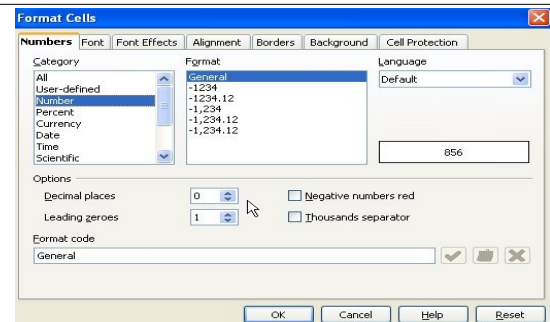 Format Cells
Numbers Font Font Effects Alignment Borders Background Cell Protection
Category
All
User-defined
Number
Percent
Currency
Date
Time
Scientific
Format
General
-1234
-1234.12
-1,234
-1,234.12
-1,234.12
Language
Default
856
Options
Decimal places 0 Negative numbers red
Leading zeroes 1 Thousands separator
Format code
General
OK Cancel Help Reset